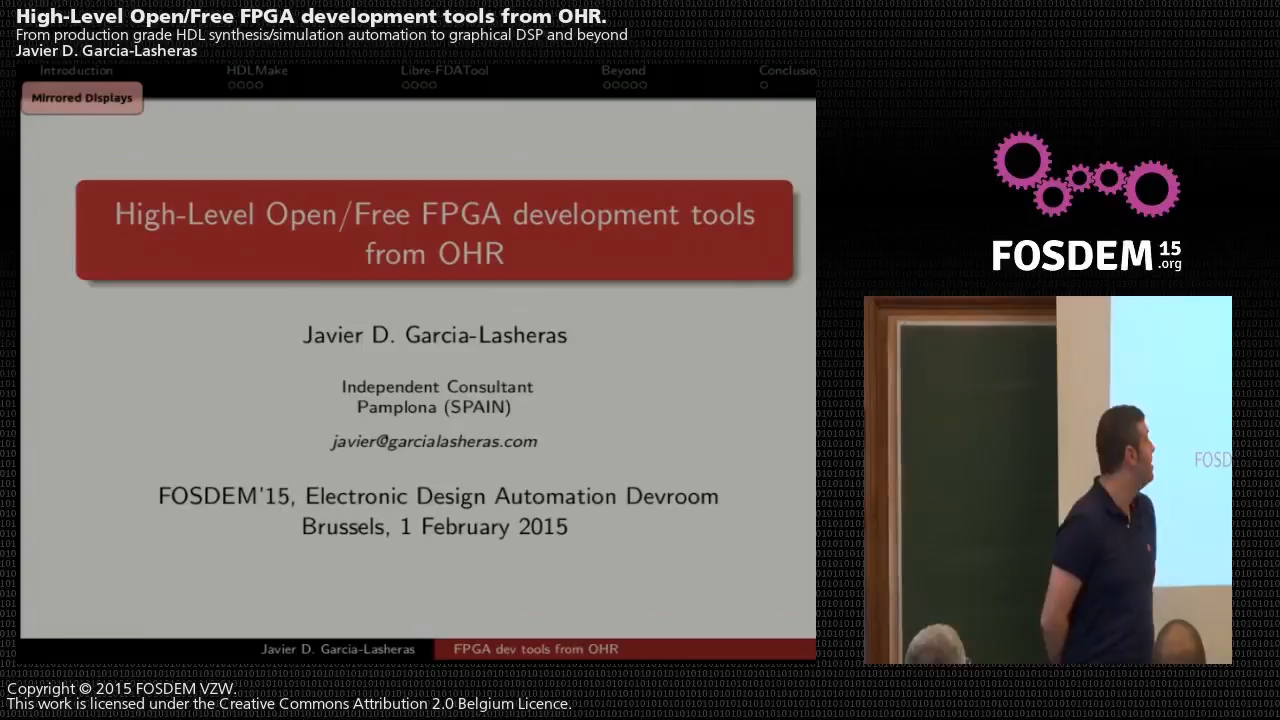 High-Level Open/Free FPGA development tools from OHR.
From production grade HDL synthesis/simulation automation to graphical DSP and beyond
Javier D. Garcia-Lasheras
Introduction HDLMake Libre-FDATool Beyond Conclusio
Mirrored Displays
High-Level Open/Free FPGA development tools
from OHR
Javier D. Garcia-Lasheras
Independent Consultant
Pamplona (SPAIN)
javier@garcialasheras.com
FOSDEM'15, Electronic Design Automation Devroom
Brussels, 1 February 2015
Javier D. Garcia-Lasheras FPGA dev tools from OHR
FOSDEM 15
.org
FOSD
Copyright © 2015 FOSDEM VZW.
This work is licensed under the Creative Commons Attribution 2.0 Belgium Licence.